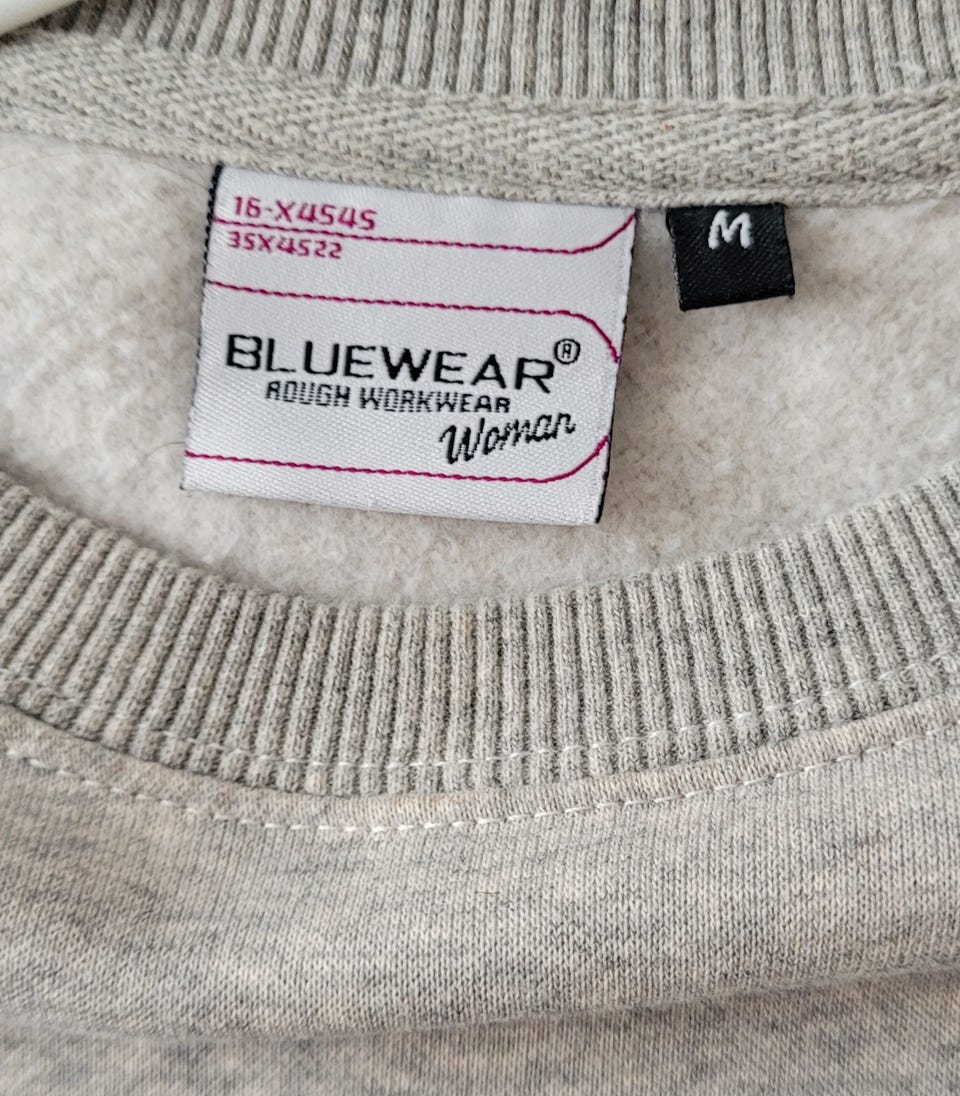 16-X4545
35X4522
BLUEWEAR®
ROUGH WORKWEAR
Woman
M